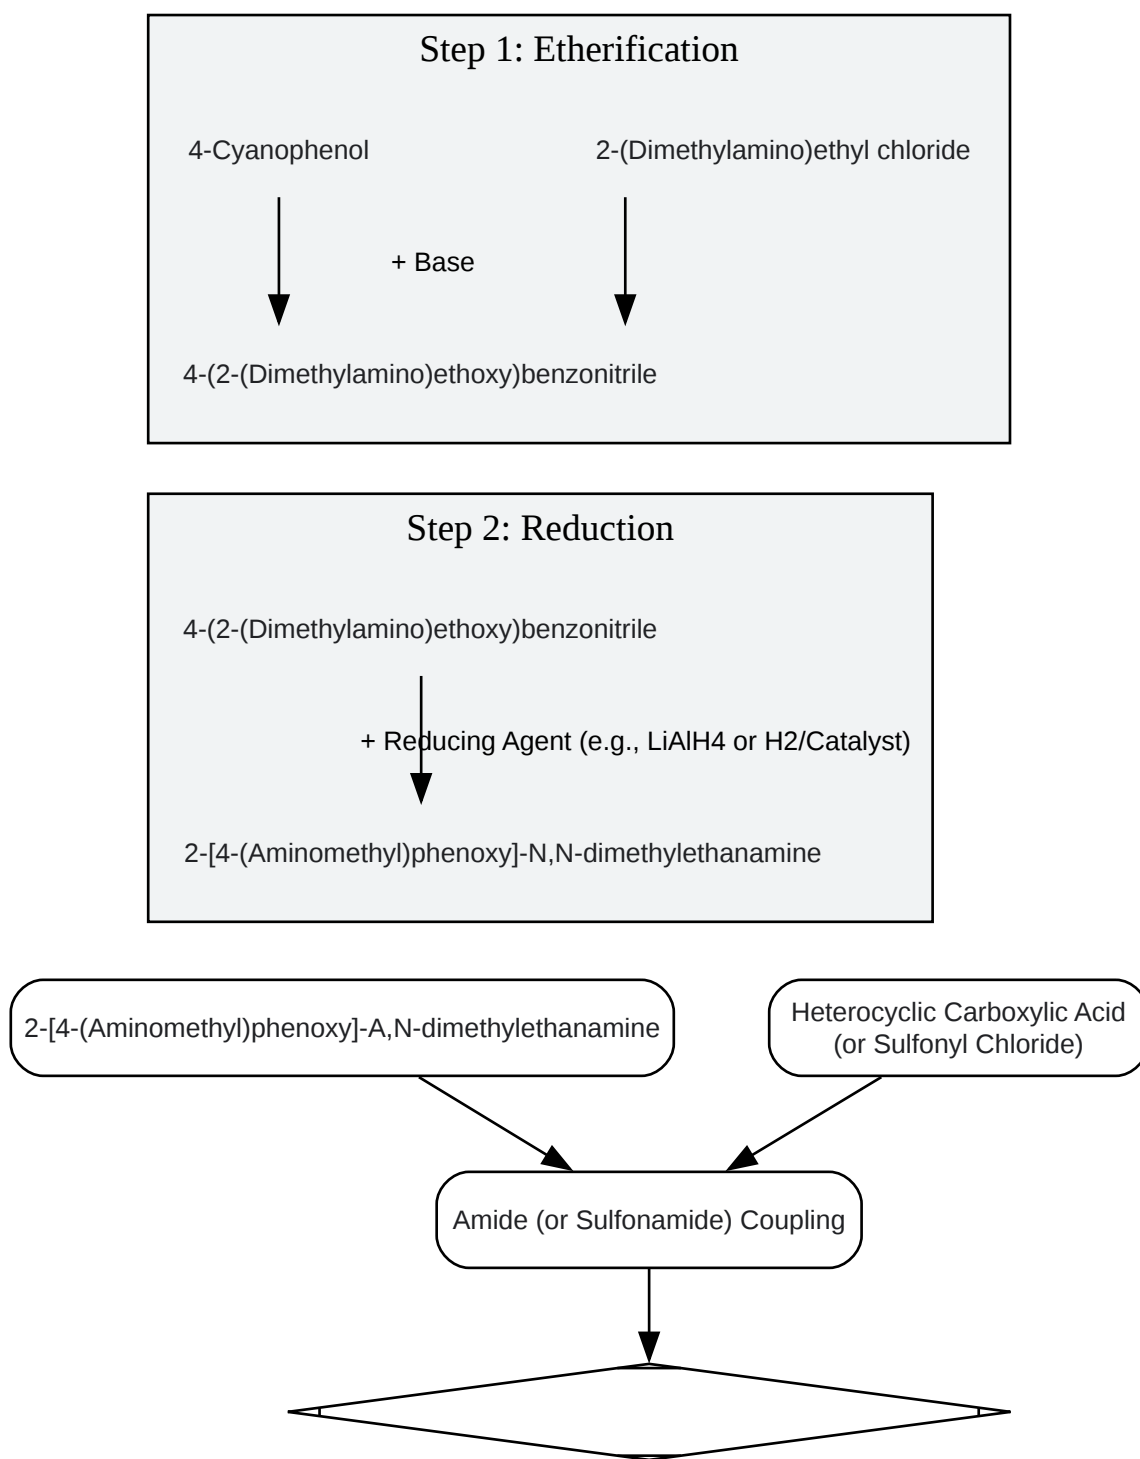 Step 1: Etherification
4-Cyanophenol
2-(Dimethylamino)ethyl chloride
+ Base
4-(2-(Dimethylamino)ethoxy)benzonitrile
Step 2: Reduction
4-(2-(Dimethylamino)ethoxy)benzonitrile
+ Reducing Agent (e.g., LiAlH4 or H2/Catalyst)
2-[4-(Aminomethyl)phenoxy]-N,N-dimethylethanamine
2-[4-(Aminomethyl)phenoxy]-A,N-dimethylethanamine
Heterocyclic Carboxylic Acid
(or Sulfonyl Chloride)
Amide (or Sulfonamide) Coupling